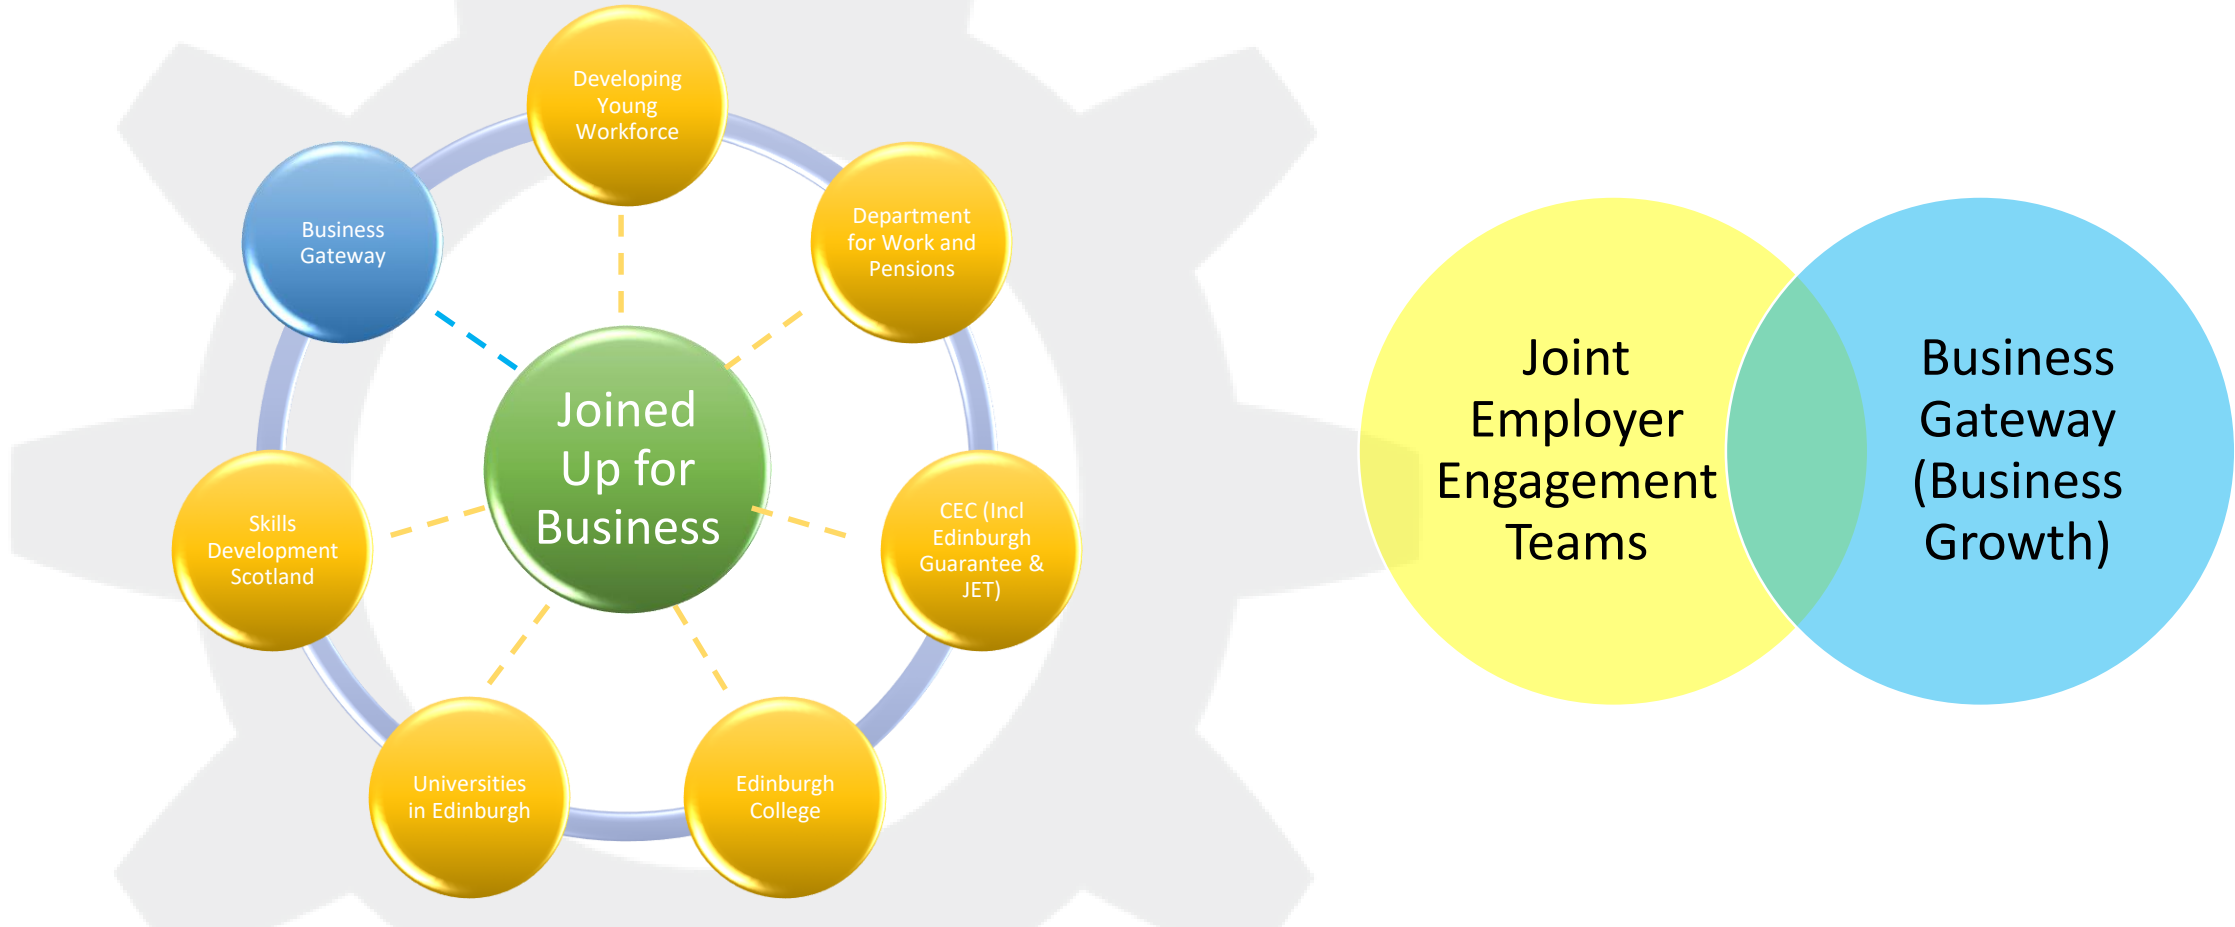 Developing
Young
Workforce
Department
for Work and
Pensions
CEC (Incl
Edinburgh
Guarantee &
JET)
Edinburgh
College
Universities
in Edinburgh
Skills
Development
Scotland
Business
Gateway
Joined
Up for
Business
Joint
Employer
Engagement
Teams
Business
Gateway
(Business
Growth)